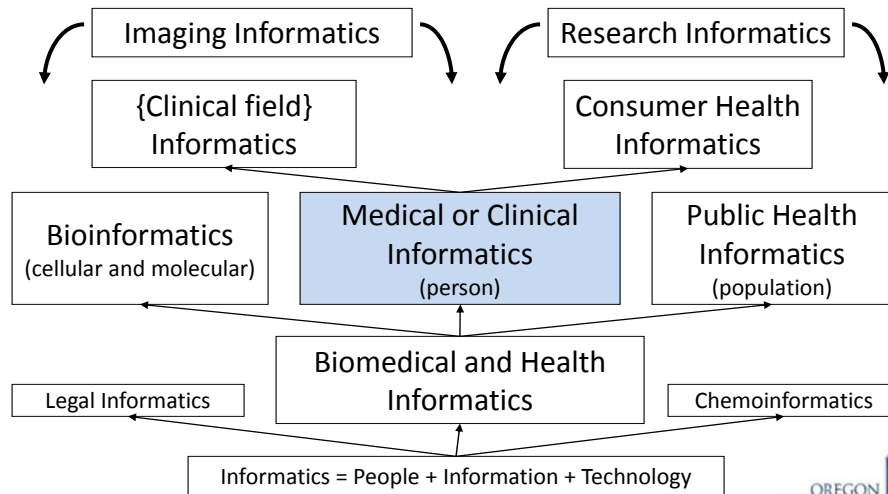 Imaging Informatics
Research Informatics
{Clinical field}
Informatics
Consumer Health
Informatics
Bioinformatics
(cellular and molecular)
Medical or Clinical
Informatics
(person)
Public Health
Informatics
(population)
Biomedical and Health
Informatics
Legal Informatics
Chemoinformatics
Informatics = People + Information + Technology
OREGON